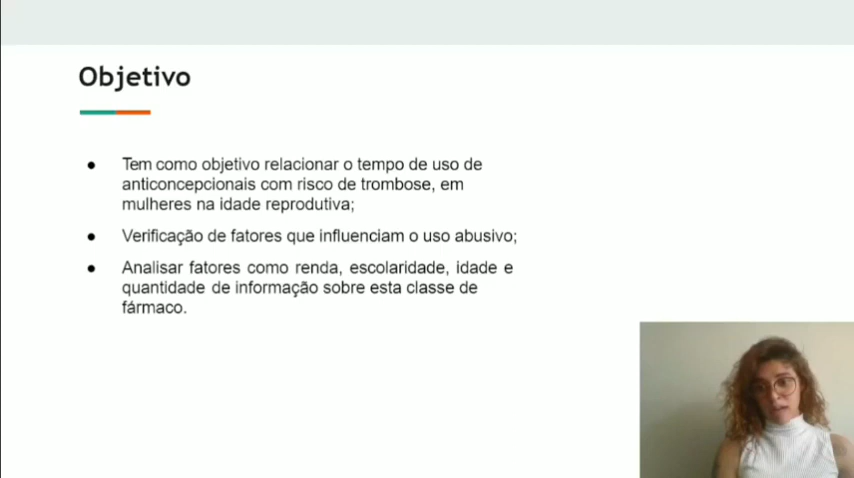 Objetivo
● Tem como objetivo relacionar o tempo de uso de
anticoncepcionais com risco de trombose, em
mulheres na idade reprodutiva;
● Verificação de fatores que influenciam o uso abusivo;
● Analisar fatores como renda, escolaridade, idade e
quantidade de informação sobre esta classe de
fármaco.